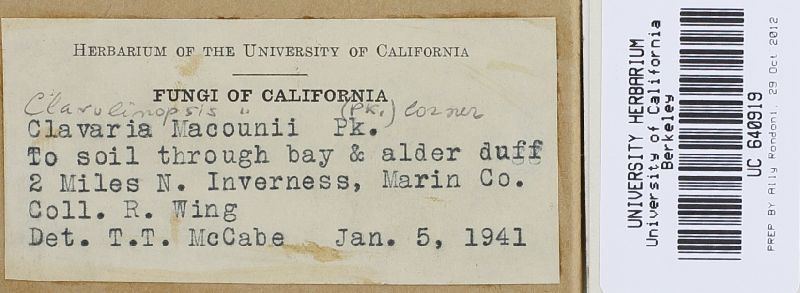 HERBARIUM OF THE UNIVERSITY OF CALIFORNIA
FUNGI OF CALIFORNIA
Clavulinopsis " (Pk.) Corner
Clavaria Macounii Pk.
To soil through bay & alder duff
2 Miles N. Inverness, Marin Co.
Coll. R. Wing
Det. T.T. McCabe Jan. 5, 1941
UNIVERSITY HERBARIUM
University of California
Berkeley
UC 640919
PREP BY Ally Rondoni, 29 Oct 2012